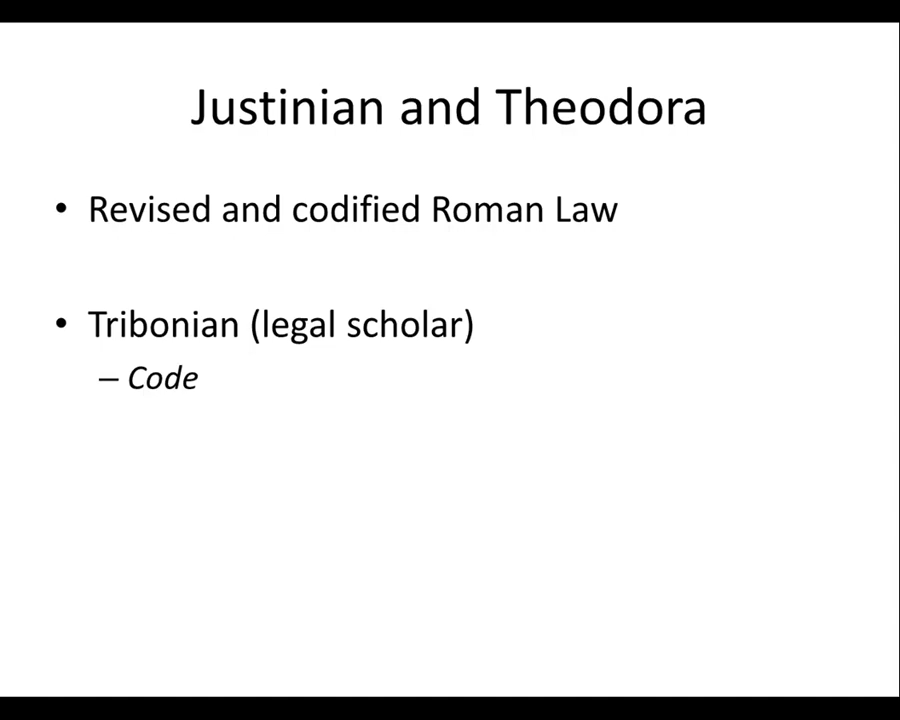 Justinian and Theodora
• Revised and codified Roman Law
• Tribonian (legal scholar)
– Code